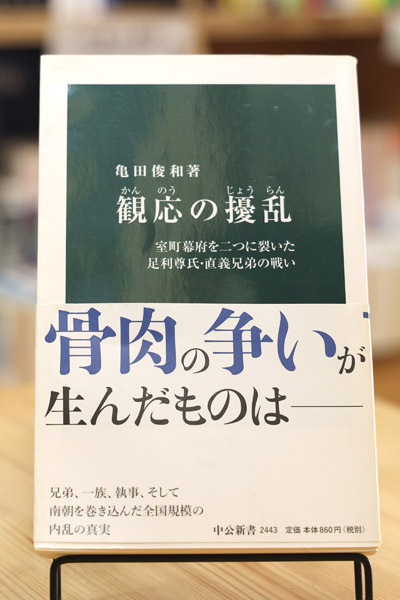 亀田俊和著
かんのう じょうらん
観応の擾乱
室町幕府を二つに裂いた
足利尊氏・直義兄弟の戦い
骨肉の争いが
生んだものは──
兄弟、一族、執事、そして
南朝を巻き込んだ全国規模の
内乱の真実
中公新書 2443 定価 本体860円(税別)